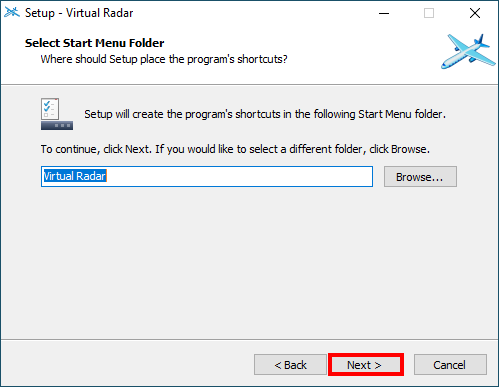 Setup - Virtual Radar
Select Start Menu Folder
Where should Setup place the program's shortcuts?
Setup will create the program's shortcuts in the following Start Menu folder.
To continue, click Next. If you would like to select a different folder, click Browse.
Virtual Radar
Browse...
< Back
Next >
Cancel